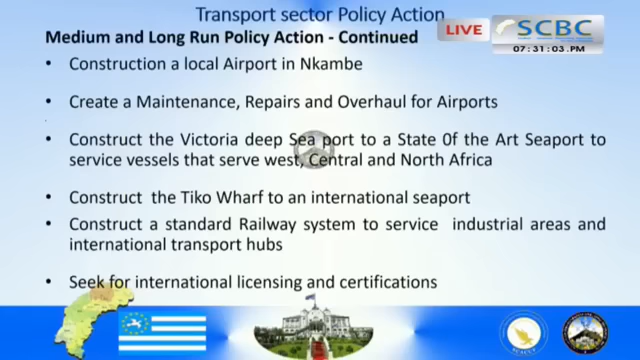 Transport sector Policy Action
LIVE
SCBC
07:31:03 PM
Medium and Long Run Policy Action - Continued
• Construction a local Airport in Nkambe
• Create a Maintenance, Repairs and Overhaul for Airports
• Construct the Victoria deep Sea port to a State 0f the Art Seaport to
service vessels that serve west, Central and North Africa
• Construct the Tiko Wharf to an international seaport
• Construct a standard Railway system to service industrial areas and
international transport hubs
• Seek for international licensing and certifications